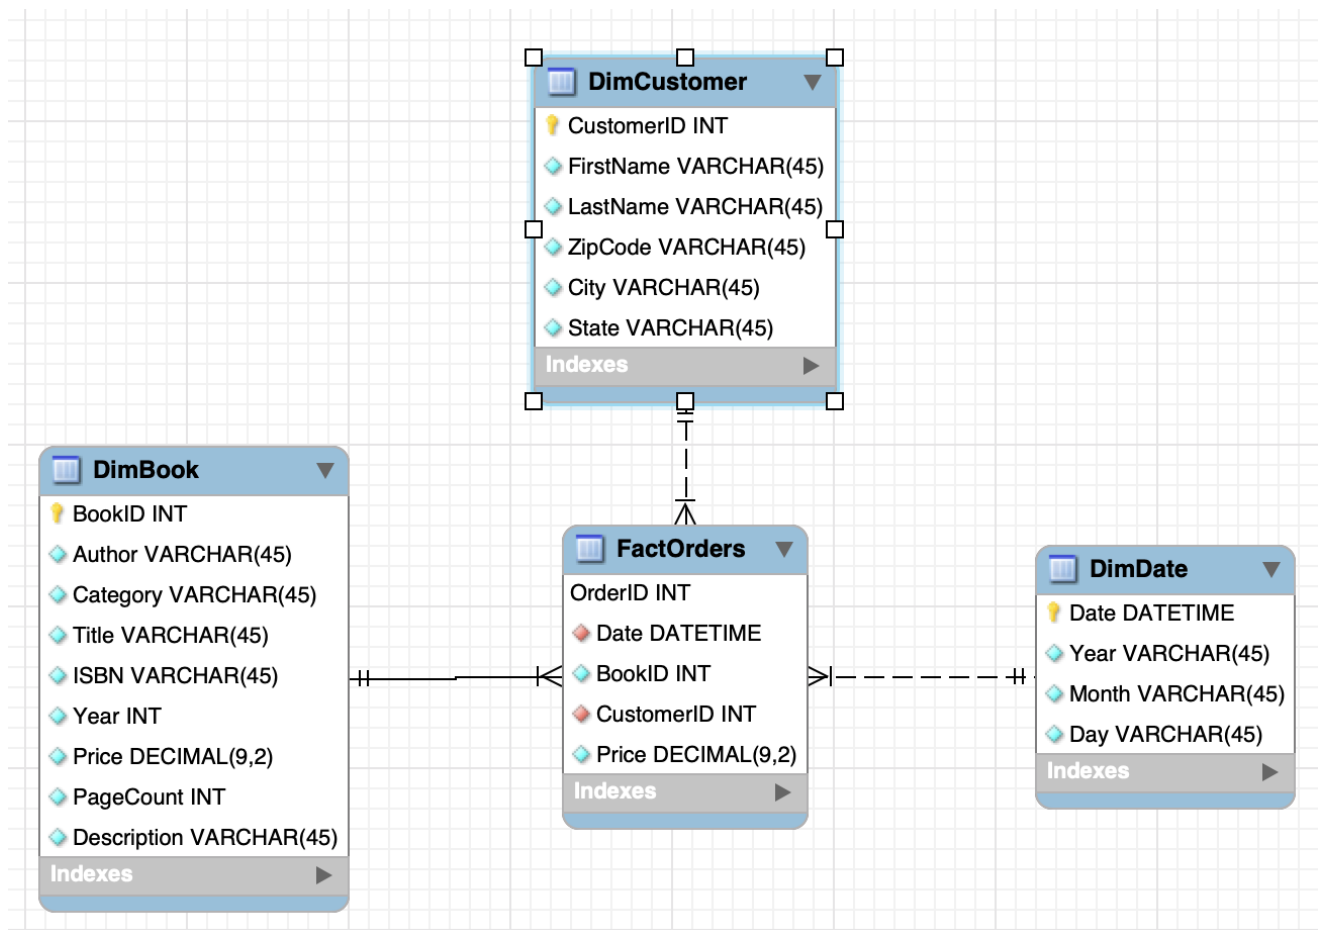 DimCustomer
CustomerID INT
FirstName VARCHAR(45)
LastName VARCHAR(45)
ZipCode VARCHAR(45)
City VARCHAR(45)
State VARCHAR(45)
Indexes
DimBook
BookID INT
Author VARCHAR(45)
Category VARCHAR(45)
Title VARCHAR(45)
ISBN VARCHAR(45)
Year INT
Price DECIMAL(9,2)
PageCount INT
Description VARCHAR(45)
Indexes
FactOrders
OrderID INT
Date DATETIME
BookID INT
CustomerID INT
Price DECIMAL(9,2)
Indexes
DimDate
Date DATETIME
Year VARCHAR(45)
Month VARCHAR(45)
Day VARCHAR(45)
Indexes